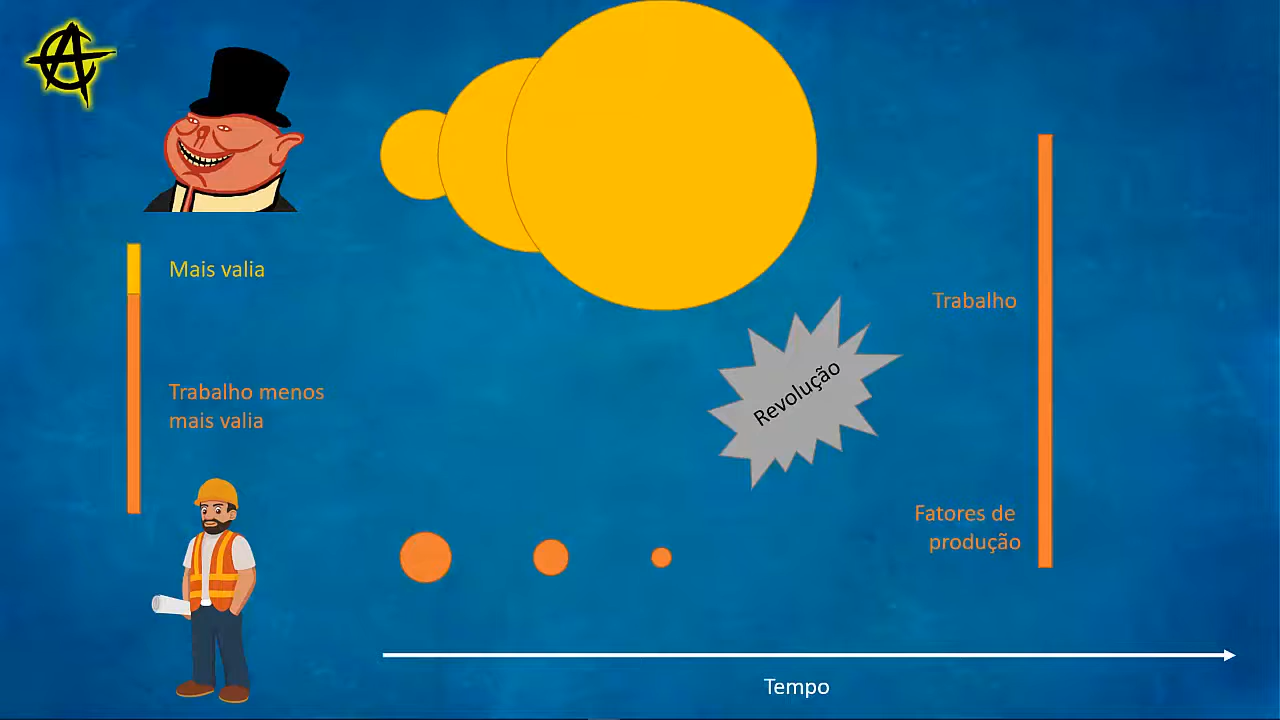 Mais valia
Trabalho menos
mais valia
Revolução
Trabalho
Fatores de
produção
Tempo